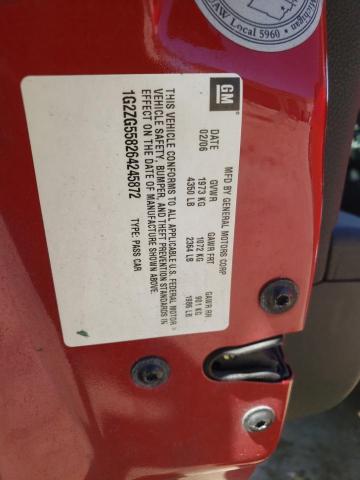 Michigan
UAW Local 5960
GM
MFD BY GENERAL MOTORS CORP
DATE GVWR GAWR FRT GAWR RR
02/06 1973 KG 1072 KG 901 KG
4350 LB 2364 LB 1986 LB
THIS VEHICLE CONFORMS TO ALL APPLICABLE U.S. FEDERAL MOTOR
VEHICLE SAFETY, BUMPER, AND THEFT PREVENTION STANDARDS IN
EFFECT ON THE DATE OF MANUFACTURE SHOWN ABOVE.
1G2ZG558264245872 TYPE: PASS CAR